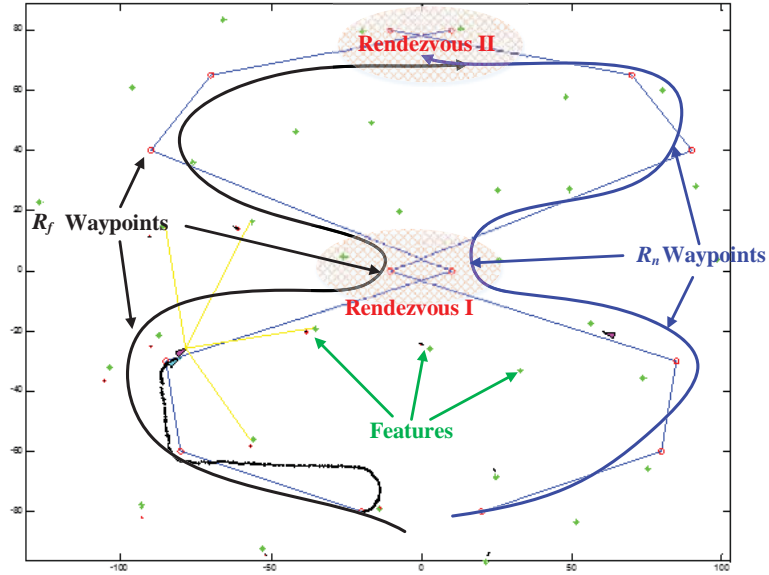 80
Rendezvous II
60
40
20
R_f Waypoints
R_n Waypoints
0
Rendezvous I
-20
-40
Features
-60
-80
-100
-50
0
50
100